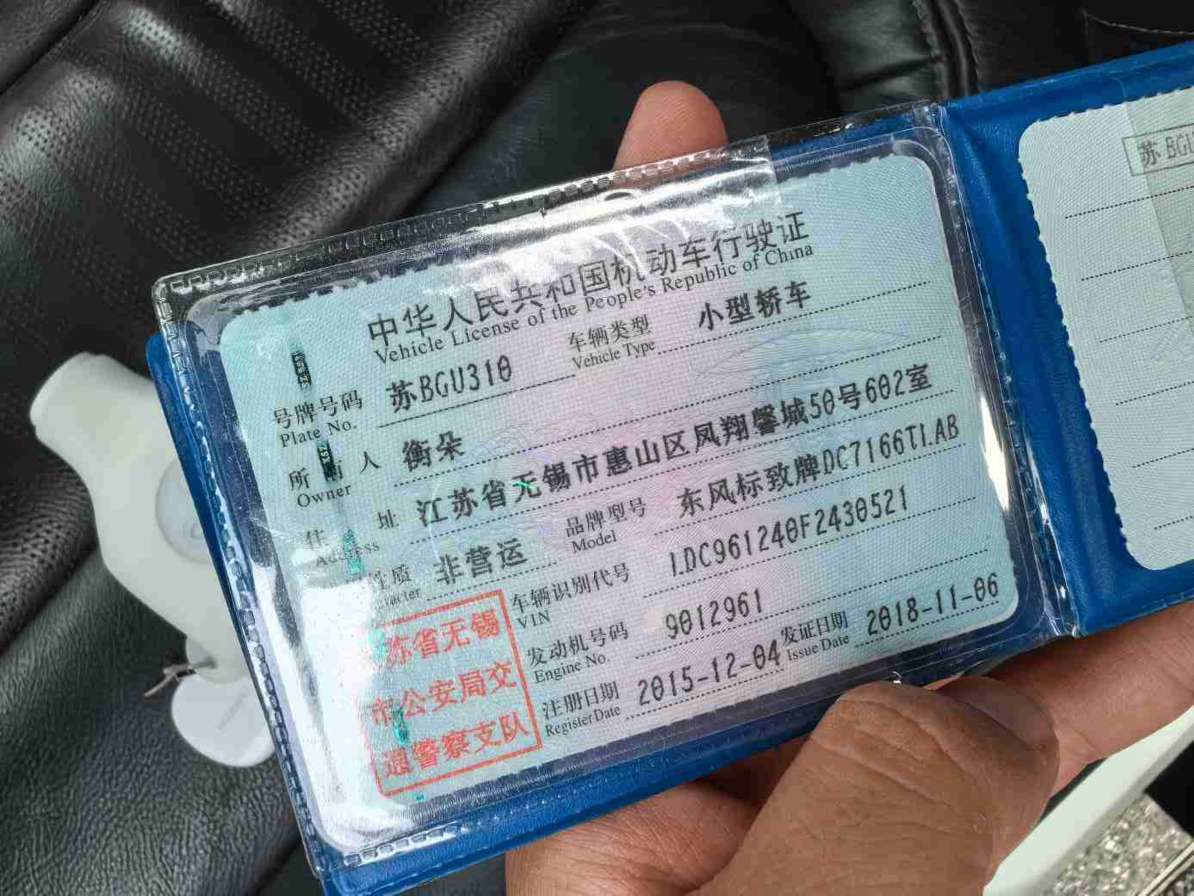 中华人民共和国机动车行驶证
Vehicle License of the People's Republic of China
号牌号码 苏BGU310 车辆类型 小型轿车
Plate No. Vehicle Type
所有人 衡朵
Owner
住址 江苏省无锡市惠山区凤翔馨城50号602室
Address
性质 非营运 品牌型号 东风标致牌DC7166TLAB
Model
车辆识别代号 LDC961240F2430521
VIN
发动机号码 9012961
Engine No.
注册日期 2015-12-04 发证日期 2018-11-06
Register Date Issue Date
苏省无锡
市公安局交
通警察支队
苏BGU